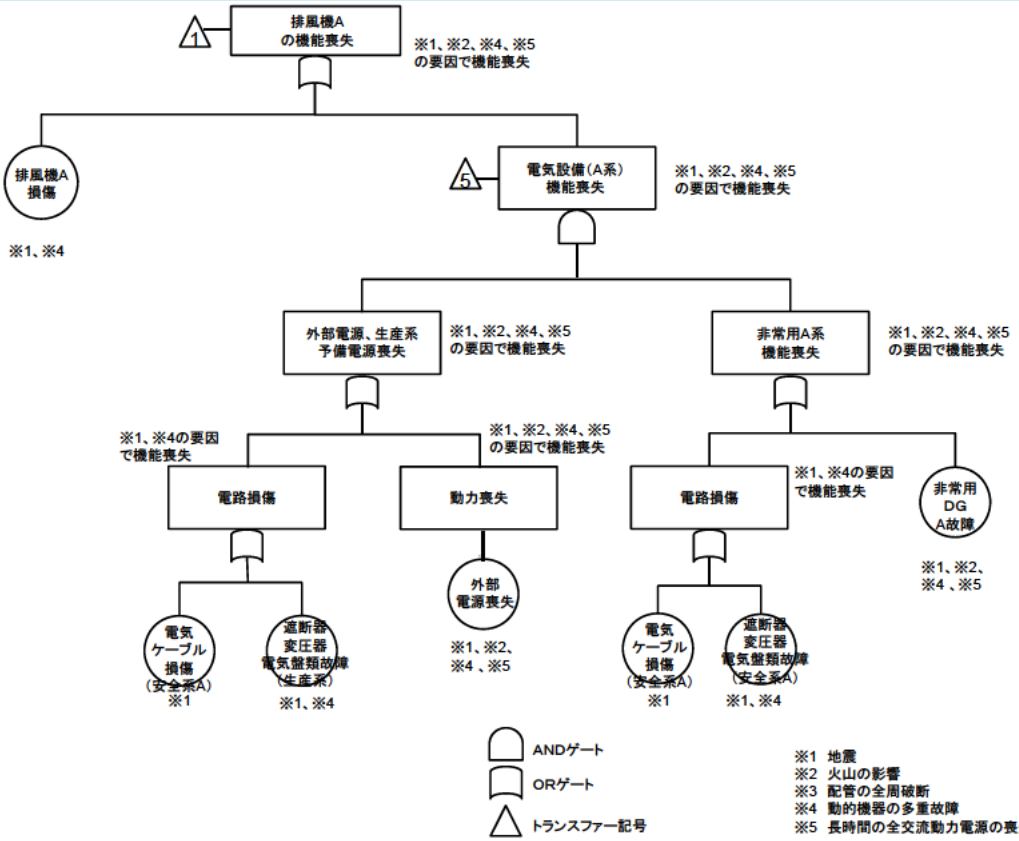 1
排風機A
の機能喪失
※1、※2、※4、※5
の要因で機能喪失
排風機A
損傷
※1、※4
5
電気設備(A系)
機能喪失
※1、※2、※4、※5
の要因で機能喪失
外部電源、生産系
予備電源喪失
※1、※2、※4、※5
の要因で機能喪失
非常用A系
機能喪失
※1、※2、※4、※5
の要因で機能喪失
※1、※4の要因
で機能喪失
電路損傷
※1、※2、※4、※5
の要因で機能喪失
動力喪失
電路損傷
※1、※4の要因
で機能喪失
非常用
DG
A故障
※1、※2、
※4 、※5
電気
ケーブル
損傷
(安全系A)
※1
遮断器
変圧器
電気盤類故障
(生産系)
※1、※4
外部
電源喪失
※1、※2、
※4 、※5
電気
ケーブル
損傷
(安全系A)
※1
遮断器
変圧器
電気盤類故障
(安全系A)
※1、※4
ANDゲート
ORゲート
トランスファー記号
※1 地震
※2 火山の影響
※3 配管の全周破断
※4 動的機器の多重故障
※5 長時間の全交流動力電源の喪